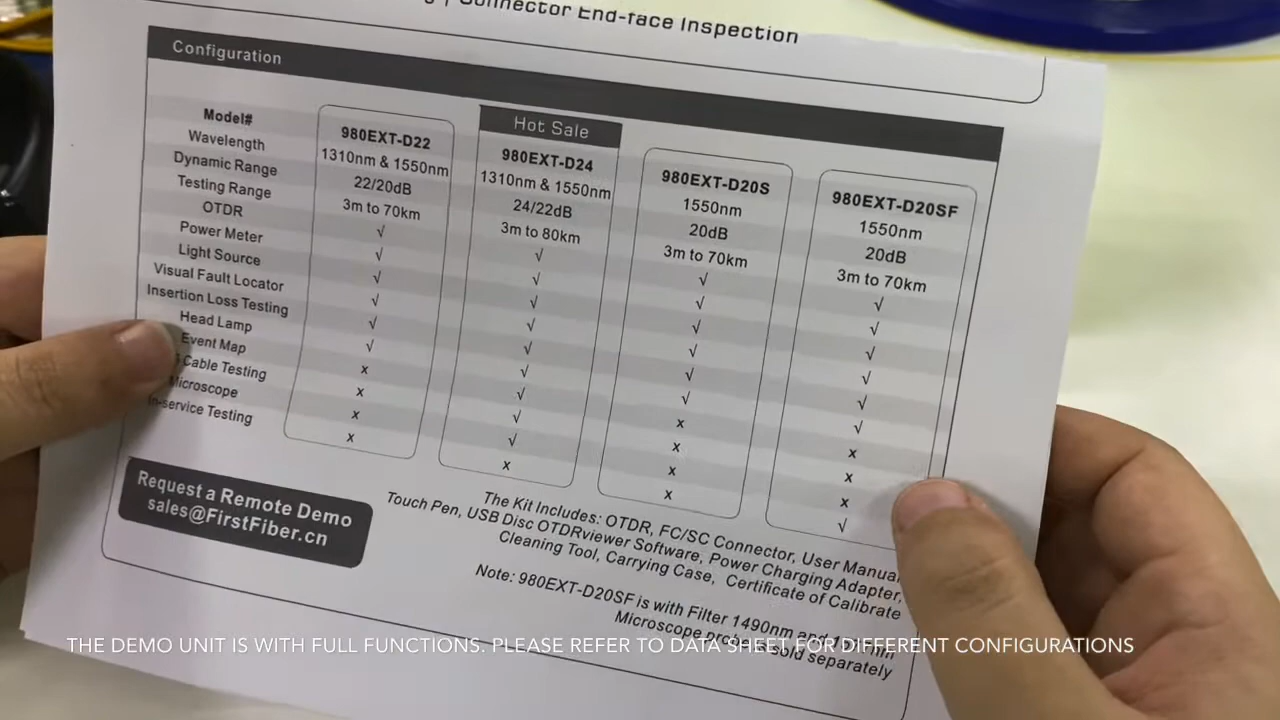 Connector End-face Inspection
Configuration
Hot Sale
Model# 980EXT-D22 980EXT-D24 980EXT-D20S 980EXT-D20SF
Wavelength 1310nm & 1550nm 1310nm & 1550nm 1550nm 1550nm
Dynamic Range 22/20dB 24/22dB 20dB 20dB
Testing Range 3m to 70km 3m to 80km 3m to 70km 3m to 70km
OTDR √ √ √ √
Power Meter √ √ √ √
Light Source √ √ √ √
Visual Fault Locator √ √ √ √
Insertion Loss Testing √ √ √ √
Head Lamp √ √ √ √
Event Map x √ x x
Cable Testing x √ x x
Microscope x √ x x
In-service Testing x x x √
Request a Remote Demo
sales@FirstFiber.cn
The Kit Includes: OTDR, FC/SC Connector, User Manual
Touch Pen, USB Disc OTDRviewer Software, Power Charging Adapter,
Cleaning Tool, Carrying Case, Certificate of Calibrate
Note: 980EXT-D20SF is with Filter 1490nm and
Microscope probe is sold separately
THE DEMO UNIT IS WITH FULL FUNCTIONS. PLEASE REFER TO DATA SHEET FOR DIFFERENT CONFIGURATIONS